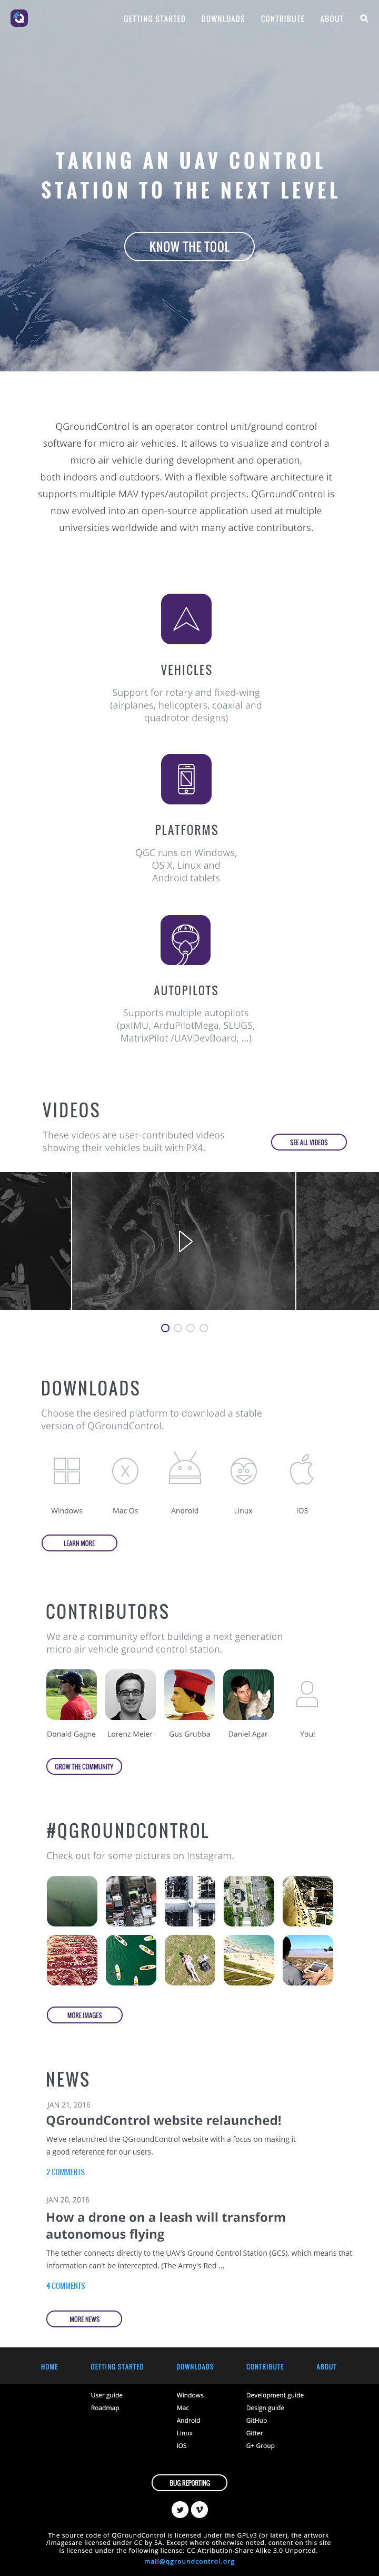 Q
GETTING STARTED DOWNLOADS CONTRIBUTE ABOUT
TAKING AN UAV CONTROL
STATION TO THE NEXT LEVEL
KNOW THE TOOL
QGroundControl is an operator control unit/ground control
software for micro air vehicles. It allows to visualize and control a
micro air vehicle during development and operation,
both indoors and outdoors. With a flexible software architecture it
supports multiple MAV types/autopilot projects. QGroundControl is
now evolved into an open-source application used at multiple
universities worldwide and with many active contributors.
VEHICLES
Support for rotary and fixed-wing
(airplanes, helicopters, coaxial and
quadrotor designs)
PLATFORMS
QGC runs on Windows,
OS X, Linux and
Android tablets
AUTOPILOTS
Supports multiple autopilots
(pxIMU, ArduPilotMega, SLUGS,
MatrixPilot /UAVDevBoard, ...)
VIDEOS
These videos are user-contributed videos
showing their vehicles built with PX4.
SEE ALL VIDEOS
DOWNLOADS
Choose the desired platform to download a stable
version of QGroundControl.
X
Windows Mac Os Android Linux iOS
LEARN MORE
CONTRIBUTORS
We are a community effort building a next generation
micro air vehicle ground control station.
Donald Gagne Lorenz Meier Gus Grubba Daniel Agar You!
GROW THE COMMUNITY
#QGROUNDCONTROL
Check out for some pictures on Instagram.
MORE IMAGES
NEWS
JAN 21, 2016
QGroundControl website relaunched!
We've relaunched the QGroundControl website with a focus on making it
a good reference for our users.
2 COMMENTS
JAN 20, 2016
How a drone on a leash will transform
autonomous flying
The tether connects directly to the UAV's Ground Control Station (GCS), which means that
information can't be intercepted. (The Army's Red ...
4 COMMENTS
MORE NEWS
HOME GETTING STARTED DOWNLOADS CONTRIBUTE ABOUT
User guide Windows Development guide
Roadmap Mac Design guide
Android GitHub
Linux Gitter
iOS G+ Group
BUG REPORTING
The source code of QGroundControl is licensed under the GPLv3 (or later), the artwork
/imagesare licensed under CC by SA. Except where otherwise noted, content on this site
is licensed under the following license: CC Attribution-Share Alike 3.0 Unported.
mail@qgroundcontrol.org